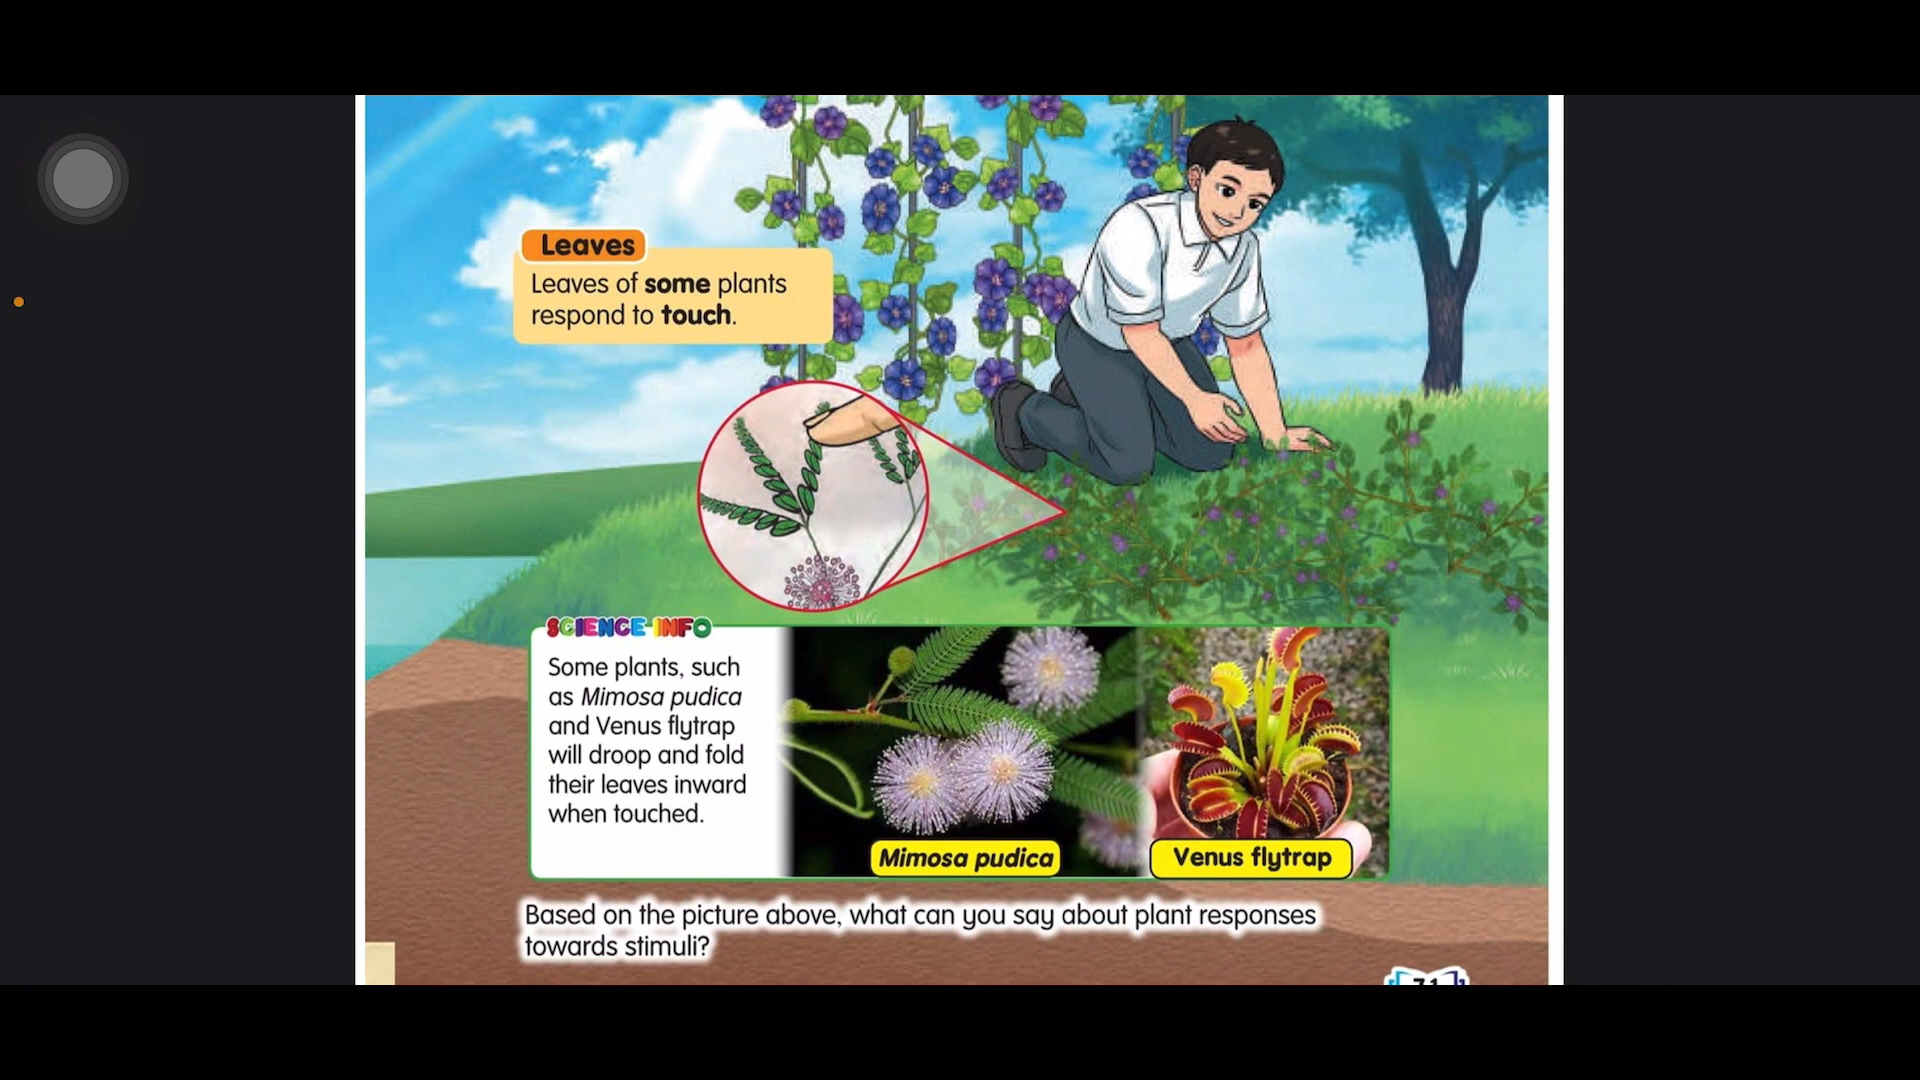 Leaves
Leaves of some plants
respond to touch.
SCIENCE INFO
Some plants, such
as Mimosa pudica
and Venus flytrap
will droop and fold
their leaves inward
when touched.
Mimosa pudica
Venus flytrap
Based on the picture above, what can you say about plant responses
towards stimuli?